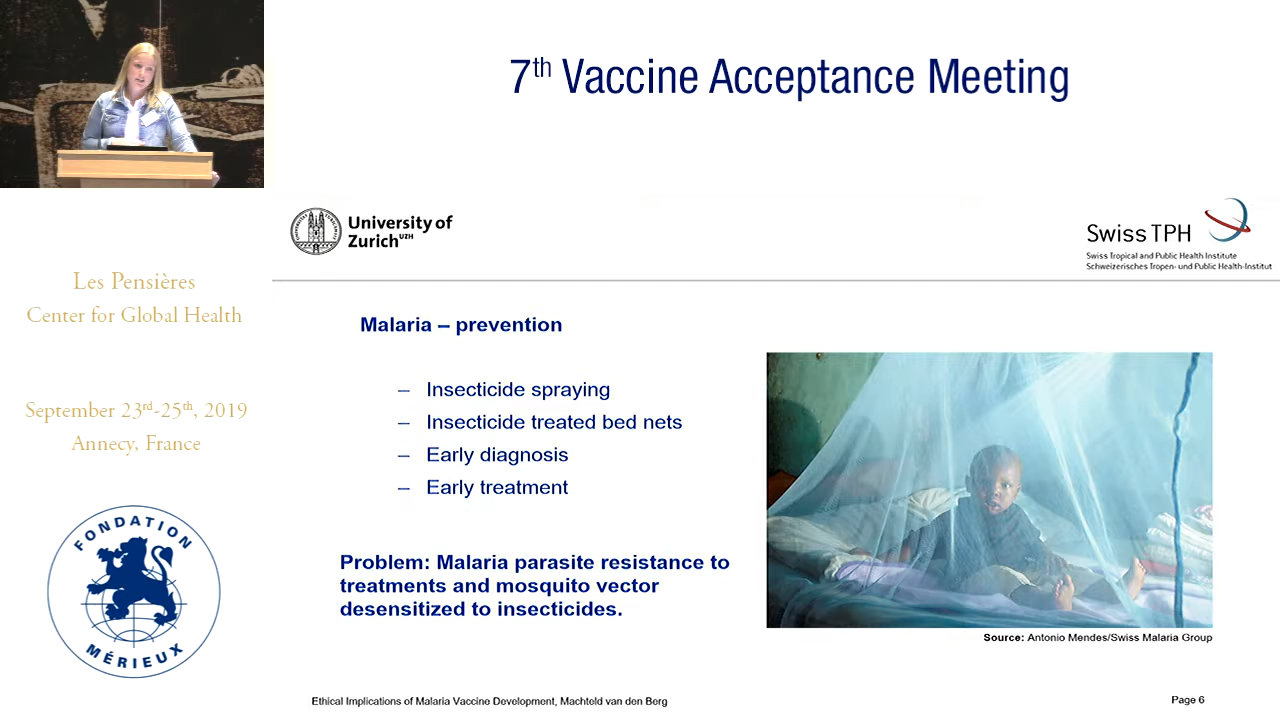 7th Vaccine Acceptance Meeting
University of
Zurich UZH
Swiss TPH
Swiss Tropical and Public Health Institute
Schweizerisches Tropen- und Public Health-Institut
Les Pensières
Center for Global Health
September 23rd-25th, 2019
Annecy, France
FONDATION
MÉRIEUX
Malaria – prevention
– Insecticide spraying
– Insecticide treated bed nets
– Early diagnosis
– Early treatment
Problem: Malaria parasite resistance to
treatments and mosquito vector
desensitized to insecticides.
Source: Antonio Mendes/Swiss Malaria Group
Ethical Implications of Malaria Vaccine Development, Machteld van den Berg
Page 6